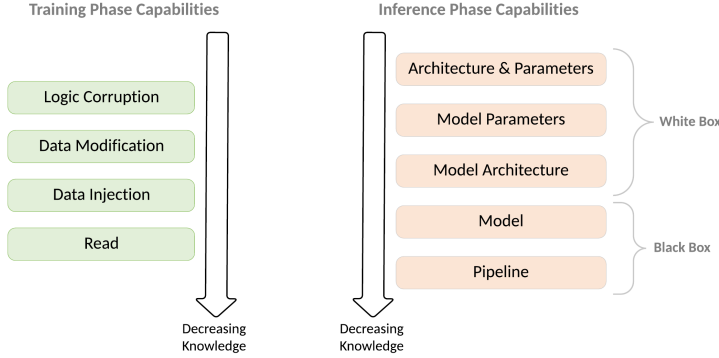 Training Phase Capabilities
Logic Corruption
Data Modification
Data Injection
Read
Decreasing
Knowledge
Inference Phase Capabilities
Architecture & Parameters
Model Parameters
Model Architecture
Model
Pipeline
White Box
Black Box
Decreasing
Knowledge